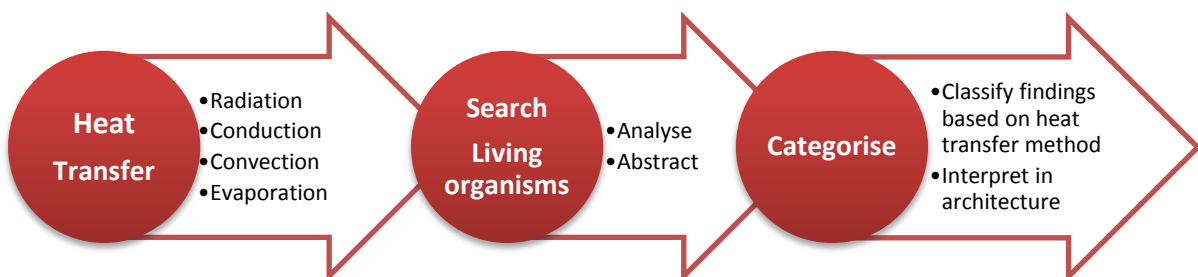 Heat
Transfer
•Radiation
•Conduction
•Convection
•Evaporation
Search
Living
organisms
•Analyse
•Abstract
Categorise
•Classify findings
based on heat
transfer method
•Interpret in
architecture